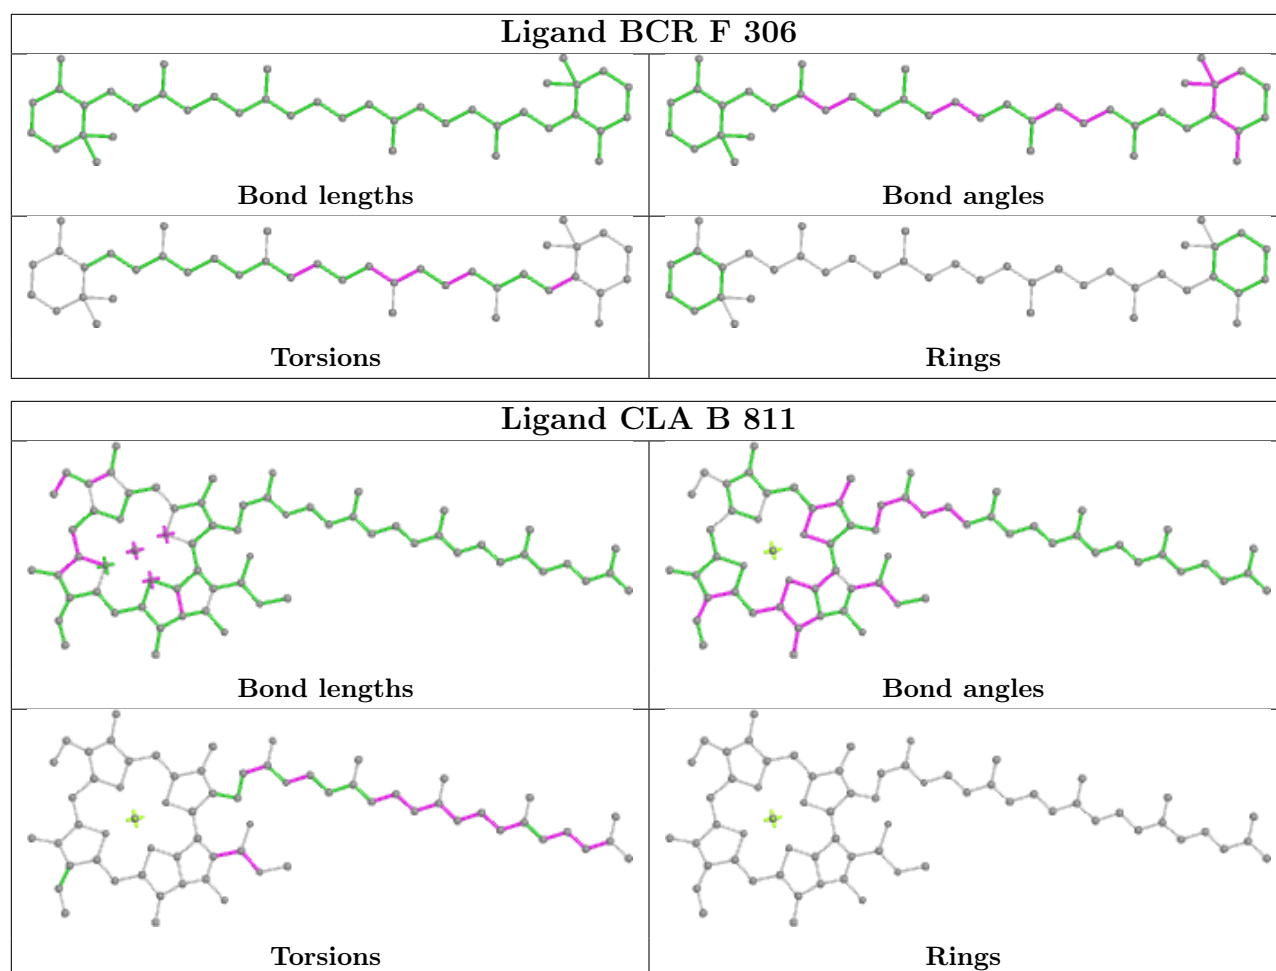 Ligand BCR F 306
Bond lengths
Bond angles
Torsions
Rings
Ligand CLA B 811
Bond lengths
Bond angles
Torsions
Rings